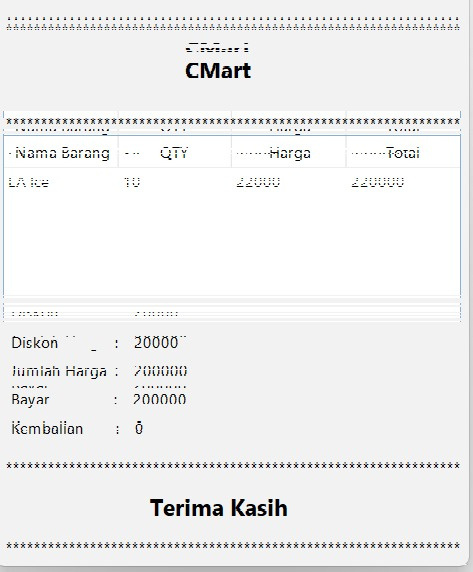 ****************************************************************
CMart
****************************************************************
Nama Barang QTY Harga Total
LA Ice 10 22000 220000
Diskon : 20000
Jumlah Harga : 200000
Bayar : 200000
Kembalian : 0
****************************************************************
Terima Kasih
****************************************************************